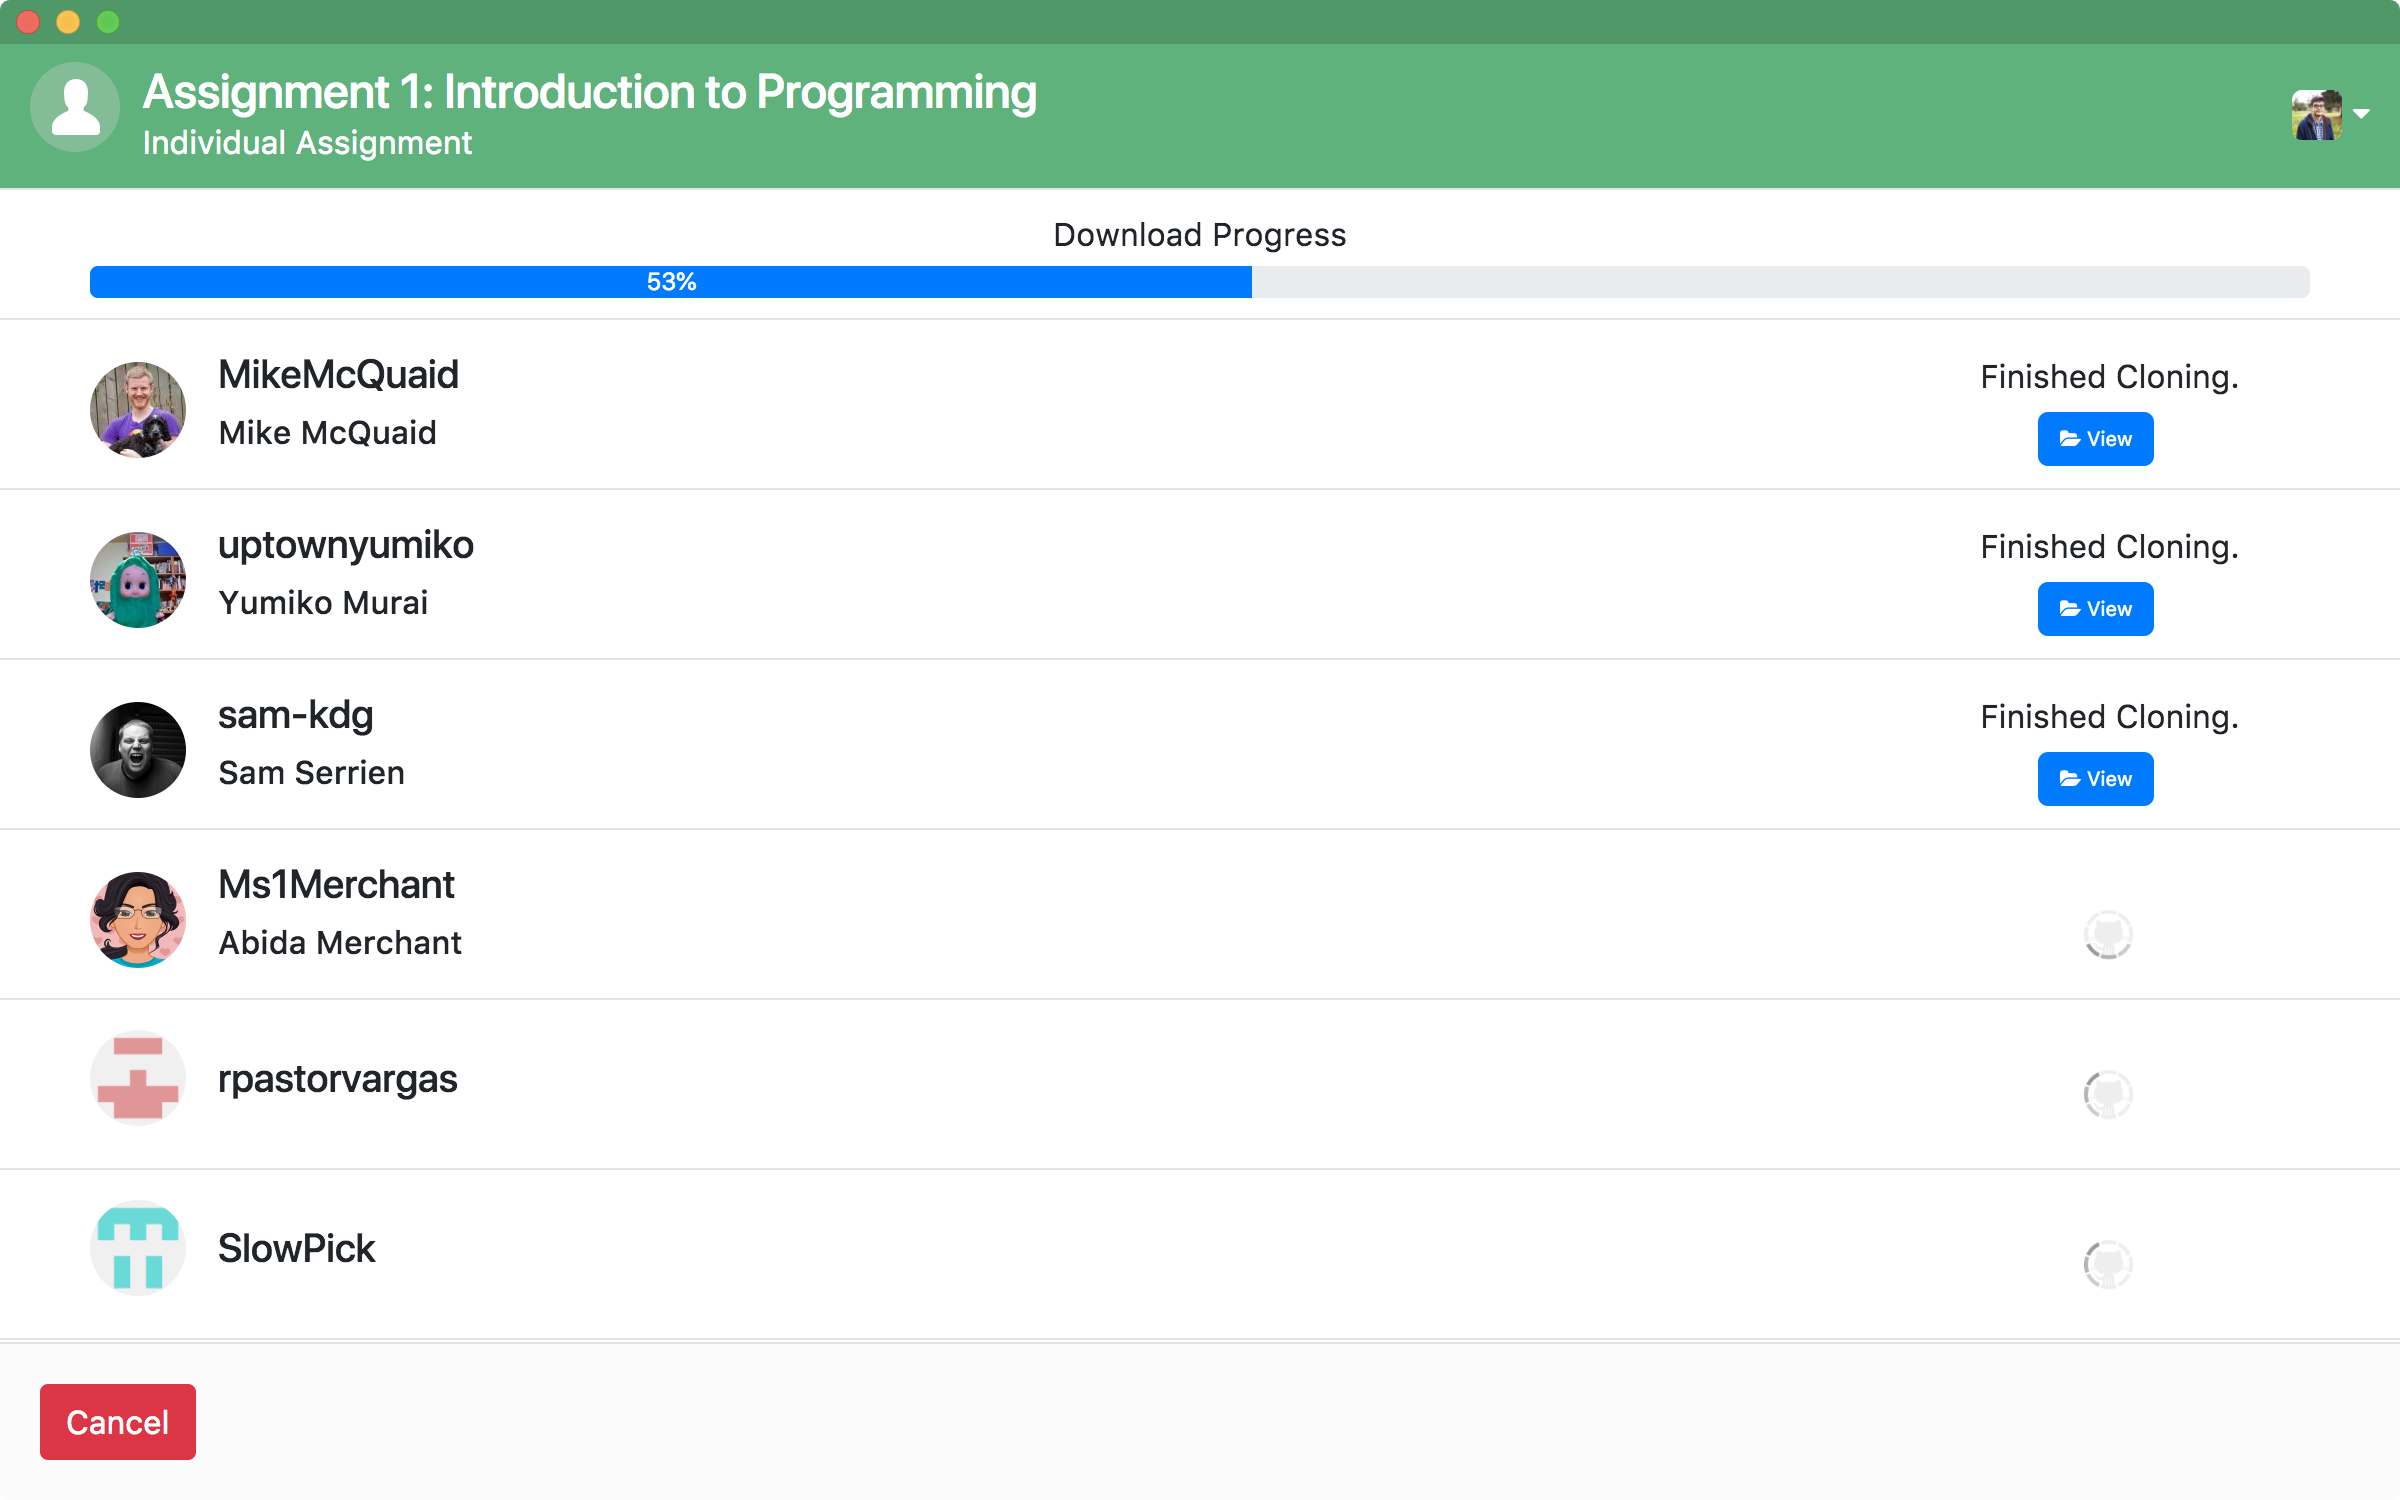 Assignment 1: Introduction to Programming
Individual Assignment
Download Progress
53%
MikeMcQuaid
Mike McQuaid
Finished Cloning.
View
uptownyumiko
Yumiko Murai
Finished Cloning.
View
sam-kdg
Sam Serrien
Finished Cloning.
View
Ms1Merchant
Abida Merchant
rpastorvargas
SlowPick
Cancel